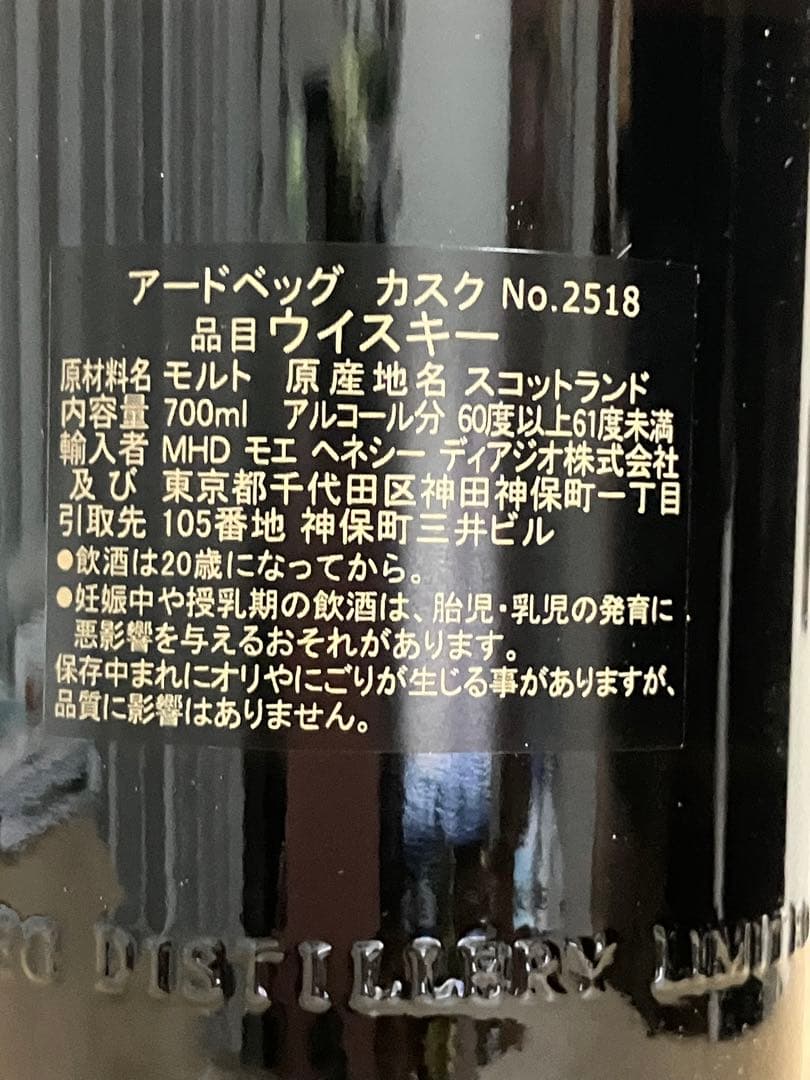 アードベッグ カスク No.2518
品目 ウイスキー
原材料名 モルト 原産地名 スコットランド
内容量 700ml アルコール分 60度以上61度未満
輸入者 MHD モエ ヘネシー ディアジオ株式会社
及び 東京都千代田区神田神保町一丁目
引取先 105番地 神保町三井ビル
●飲酒は20歳になってから。
●妊娠中や授乳期の飲酒は、胎児・乳児の発育に
悪影響を与えるおそれがあります。
保存中まれにオリやにごりが生じる事がありますが、
品質に影響はありません。
DISTILLERY